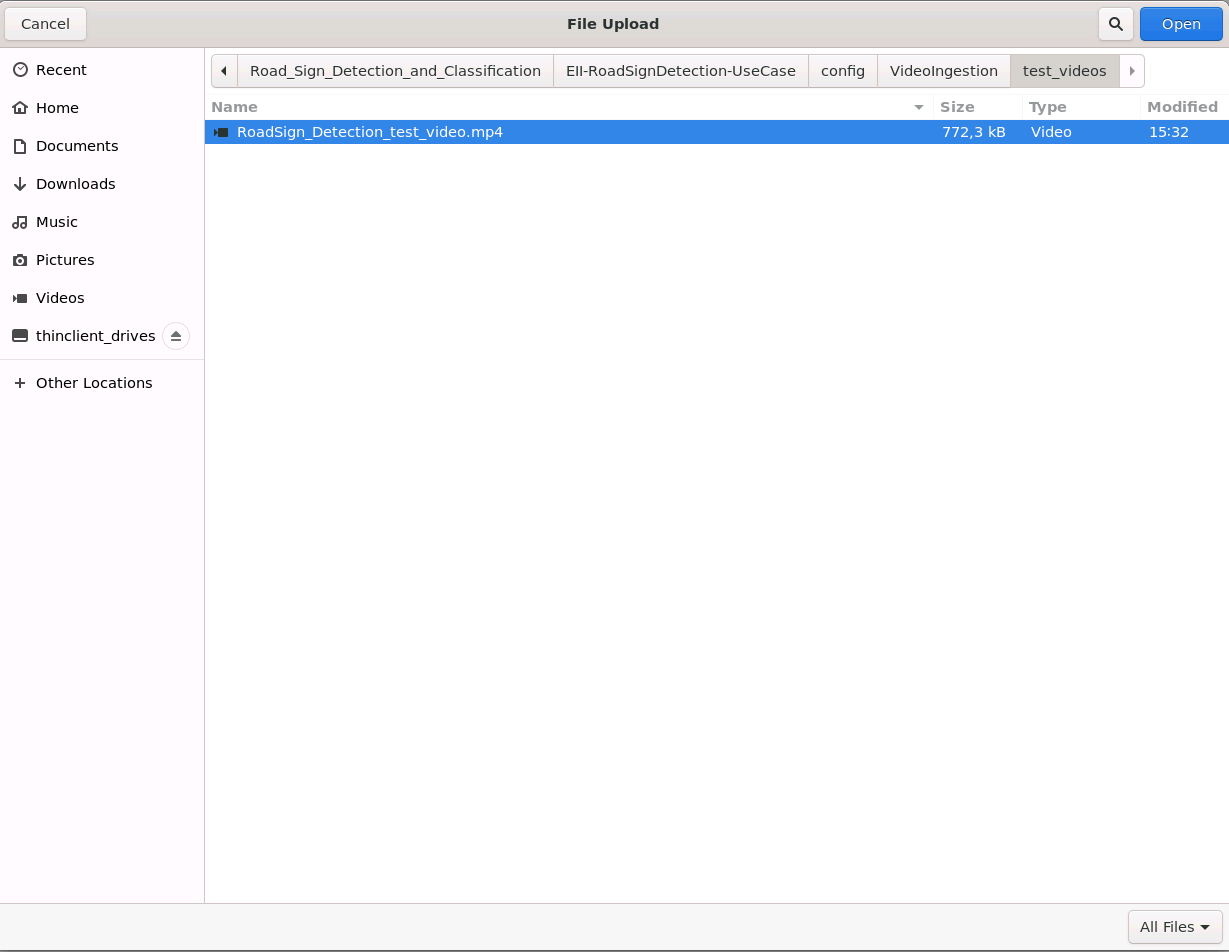 Cancel File Upload Open
Recent
Home
Documents
Downloads
Music
Pictures
Videos
thinclient_drives
Other Locations
Road_Sign_Detection_and_Classification EII-RoadSignDetection-UseCase config VideoIngestion test_videos
Name Size Type Modified
RoadSign_Detection_test_video.mp4 772,3 kB Video 15:32
All Files